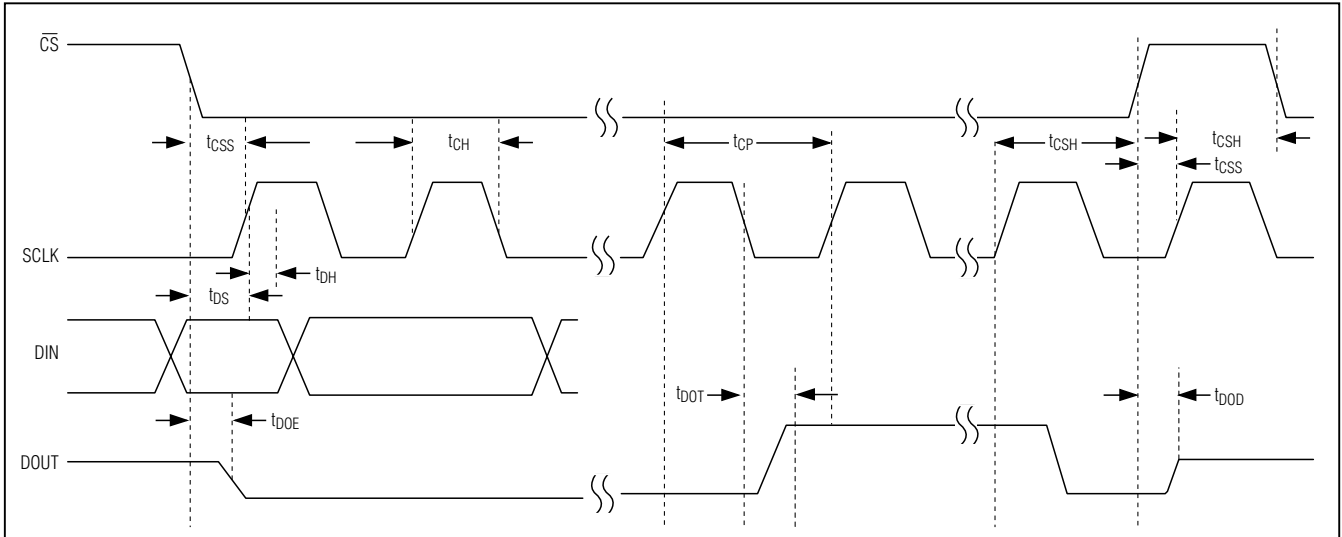 CS
tCSS
tCH
tCP
tCSH
tCSH
tCSS
SCLK
tDH
tDS
DIN
tDOT
tDOE
tDOD
DOUT